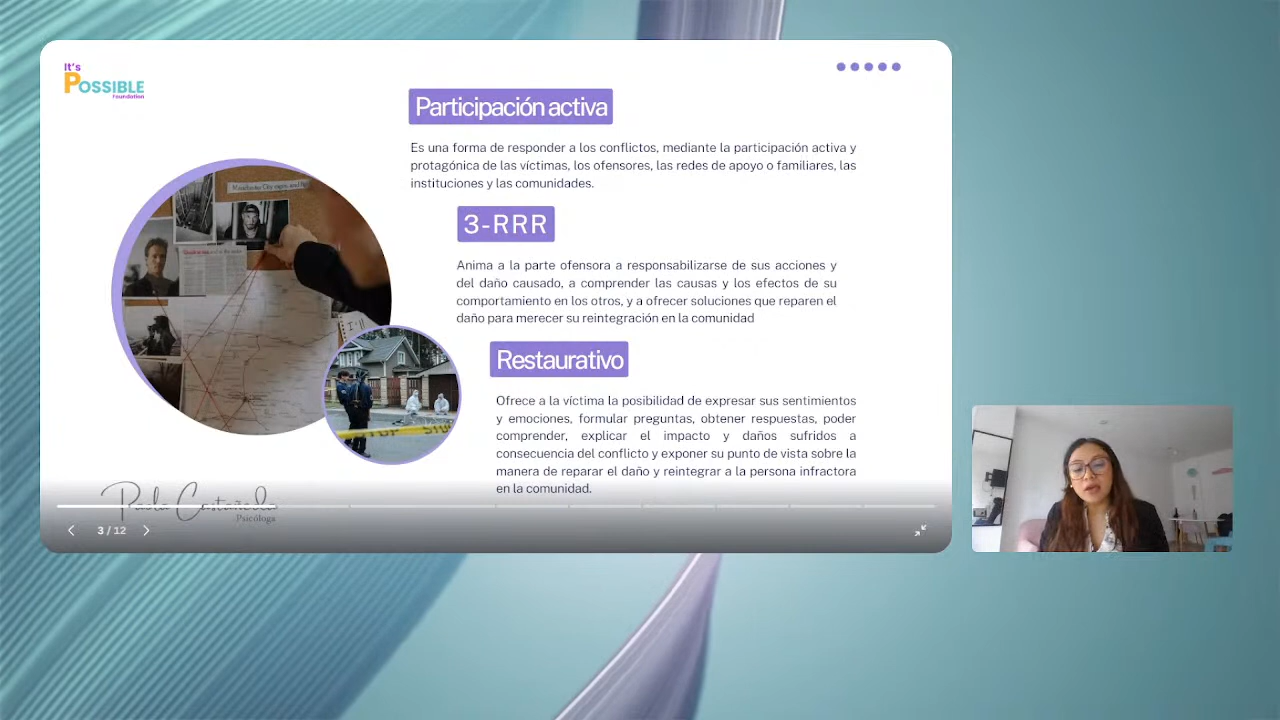 It's
POSSIBLE
Foundation
Participación activa
Es una forma de responder a los conflictos, mediante la participación activa y
protagónica de las víctimas, los ofensores, las redes de apoyo o familiares, las
instituciones y las comunidades.
3-RRR
Anima a la parte ofensora a responsabilizarse de sus acciones y
del daño causado, a comprender las causas y los efectos de su
comportamiento en los otros, y a ofrecer soluciones que reparen el
daño para merecer su reintegración en la comunidad
Restaurativo
Ofrece a la víctima la posibilidad de expresar sus sentimientos
y emociones, formular preguntas, obtener respuestas, poder
comprender, explicar el impacto y daños sufridos a
consecuencia del conflicto y exponer su punto de vista sobre la
manera de reparar el daño y reintegrar a la persona infractora
en la comunidad.
Paola Castañeda
Psicóloga
3 / 12